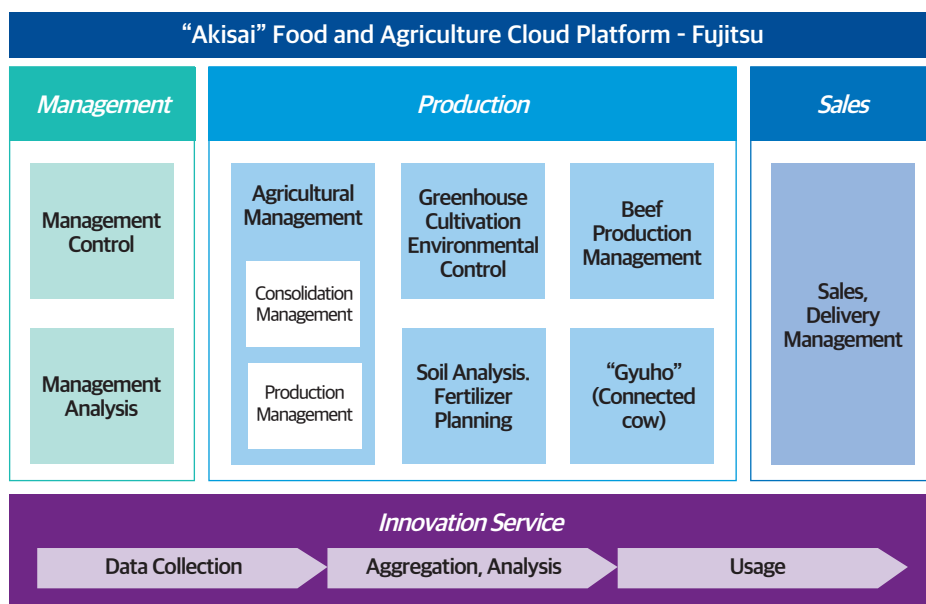 “Akisai” Food and Agriculture Cloud Platform - Fujitsu
Management
Management
Control
Management
Analysis
Production
Agricultural
Management
Consolidation
Management
Production
Management
Greenhouse
Cultivation
Environmental
Control
Soil Analysis.
Fertilizer
Planning
Beef
Production
Management
“Gyuho”
(Connected
cow)
Sales
Sales,
Delivery
Management
Innovation Service
Data Collection
Aggregation, Analysis
Usage